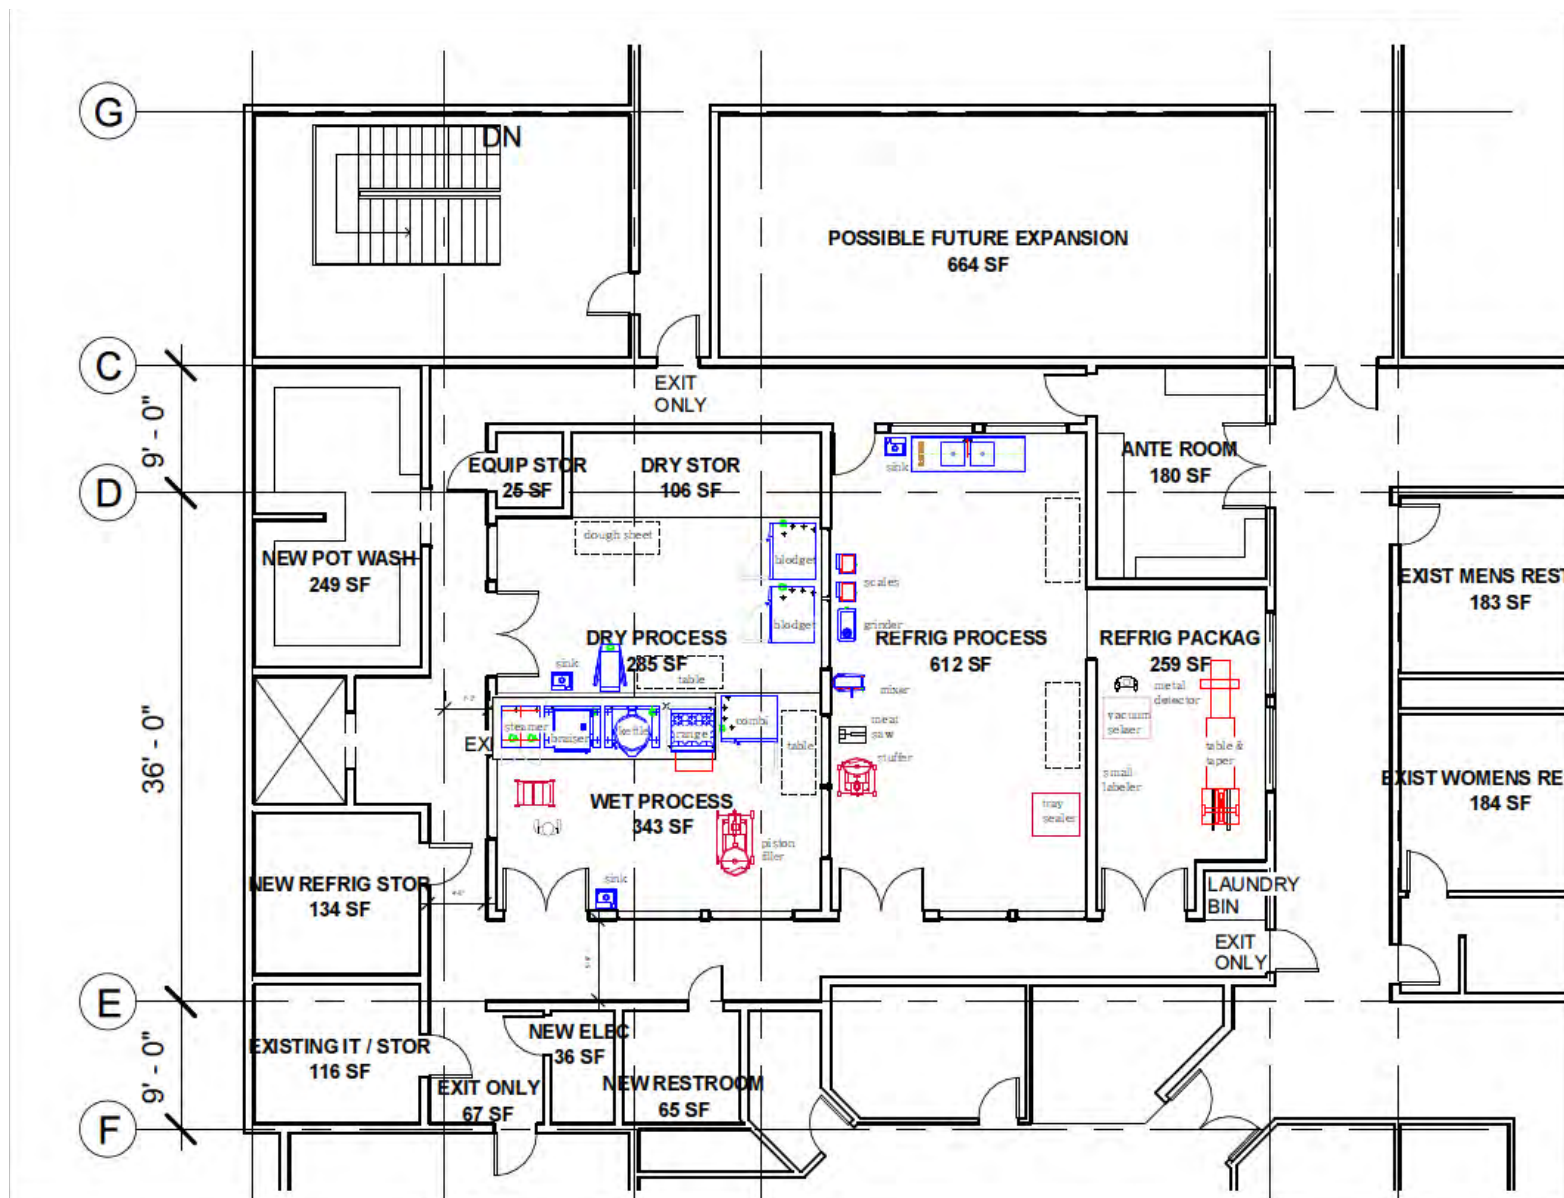 G
DN
POSSIBLE FUTURE EXPANSION
664 SF
C
EXIT
ONLY
9' - 0"
ANTE ROOM
180 SF
sink
EQUIP STOR
25 SF
DRY STOR
106 SF
D
dough sheet
NEW POT WASH
249 SF
blodget
scales
EXIST MENS REST
183 SF
blodget
grinder
DRY PROCESS
285 SF
REFRIG PROCESS
612 SF
REFRIG PACKAG
259 SF
sink
table
mixer
metal
detector
36' - 0"
steamer
braiser
kettle
range
combi
table
meat
saw
vacuum
selaer
EXI
stuffer
table &
taper
small
labeler
EXIST WOMENS RE
184 SF
WET PROCESS
343 SF
tray
sealer
piston
filler
NEW REFRIG STOR
134 SF
sink
LAUNDRY
BIN
EXIT
ONLY
E
9' - 0"
EXISTING IT / STOR
116 SF
NEW ELEC
36 SF
EXIT ONLY
67 SF
NEW RESTROOM
65 SF
F